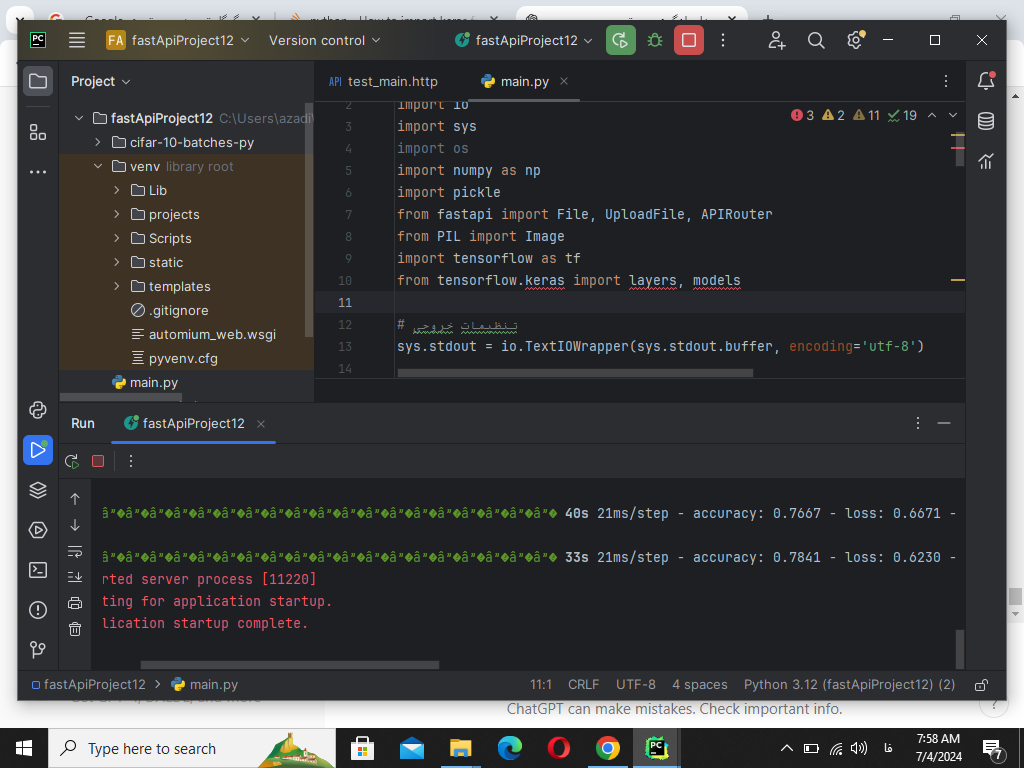 PC
FA fastApiProject12
Version control
fastApiProject12
Project
API test_main.http
main.py
fastApiProject12 C:\Users\azadi\
cifar-10-batches-py
venv library root
Lib
projects
Scripts
static
templates
.gitignore
automium_web.wsgi
pyvenv.cfg
main.py
3 2 11 19
2 import io
3 import sys
4 import os
5 import numpy as np
6 import pickle
7 from fastapi import File, UploadFile, APIRouter
8 from PIL import Image
9 import tensorflow as tf
10 from tensorflow.keras import layers, models
11
12 # تنظیمات خروجی
13 sys.stdout = io.TextIOWrapper(sys.stdout.buffer, encoding='utf-8')
14
Run fastApiProject12
40s 21ms/step - accuracy: 0.7667 - loss: 0.6671 -
33s 21ms/step - accuracy: 0.7841 - loss: 0.6230 -
rted server process [11220]
ting for application startup.
lication startup complete.
fastApiProject12 > main.py
11:1 CRLF UTF-8 4 spaces Python 3.12 (fastApiProject12) (2)
ChatGPT can make mistakes. Check important info.
?
Type here to search
PC
فا
7:58 AM
7/4/2024
7